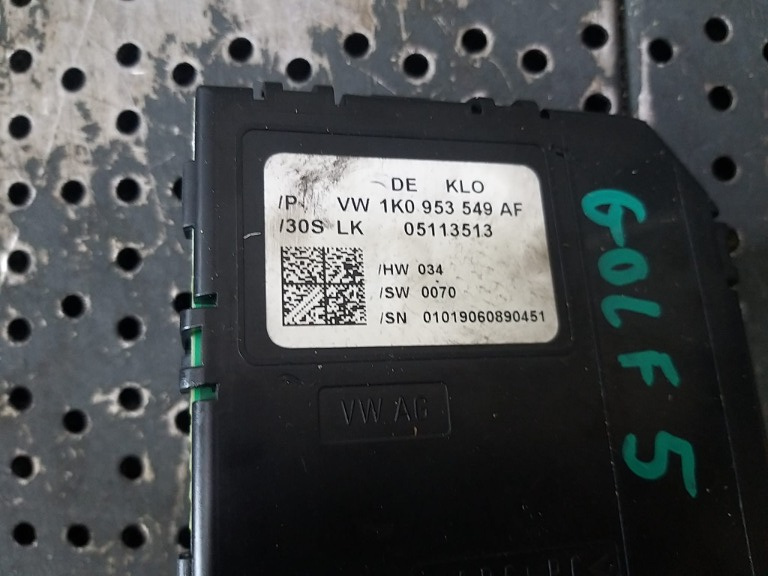 DE KLO
/P VW 1K0 953 549 AF
/30S LK 05113513
/HW 034
/SW 0070
/SN 01019060890451
VW AG
GOLF 5